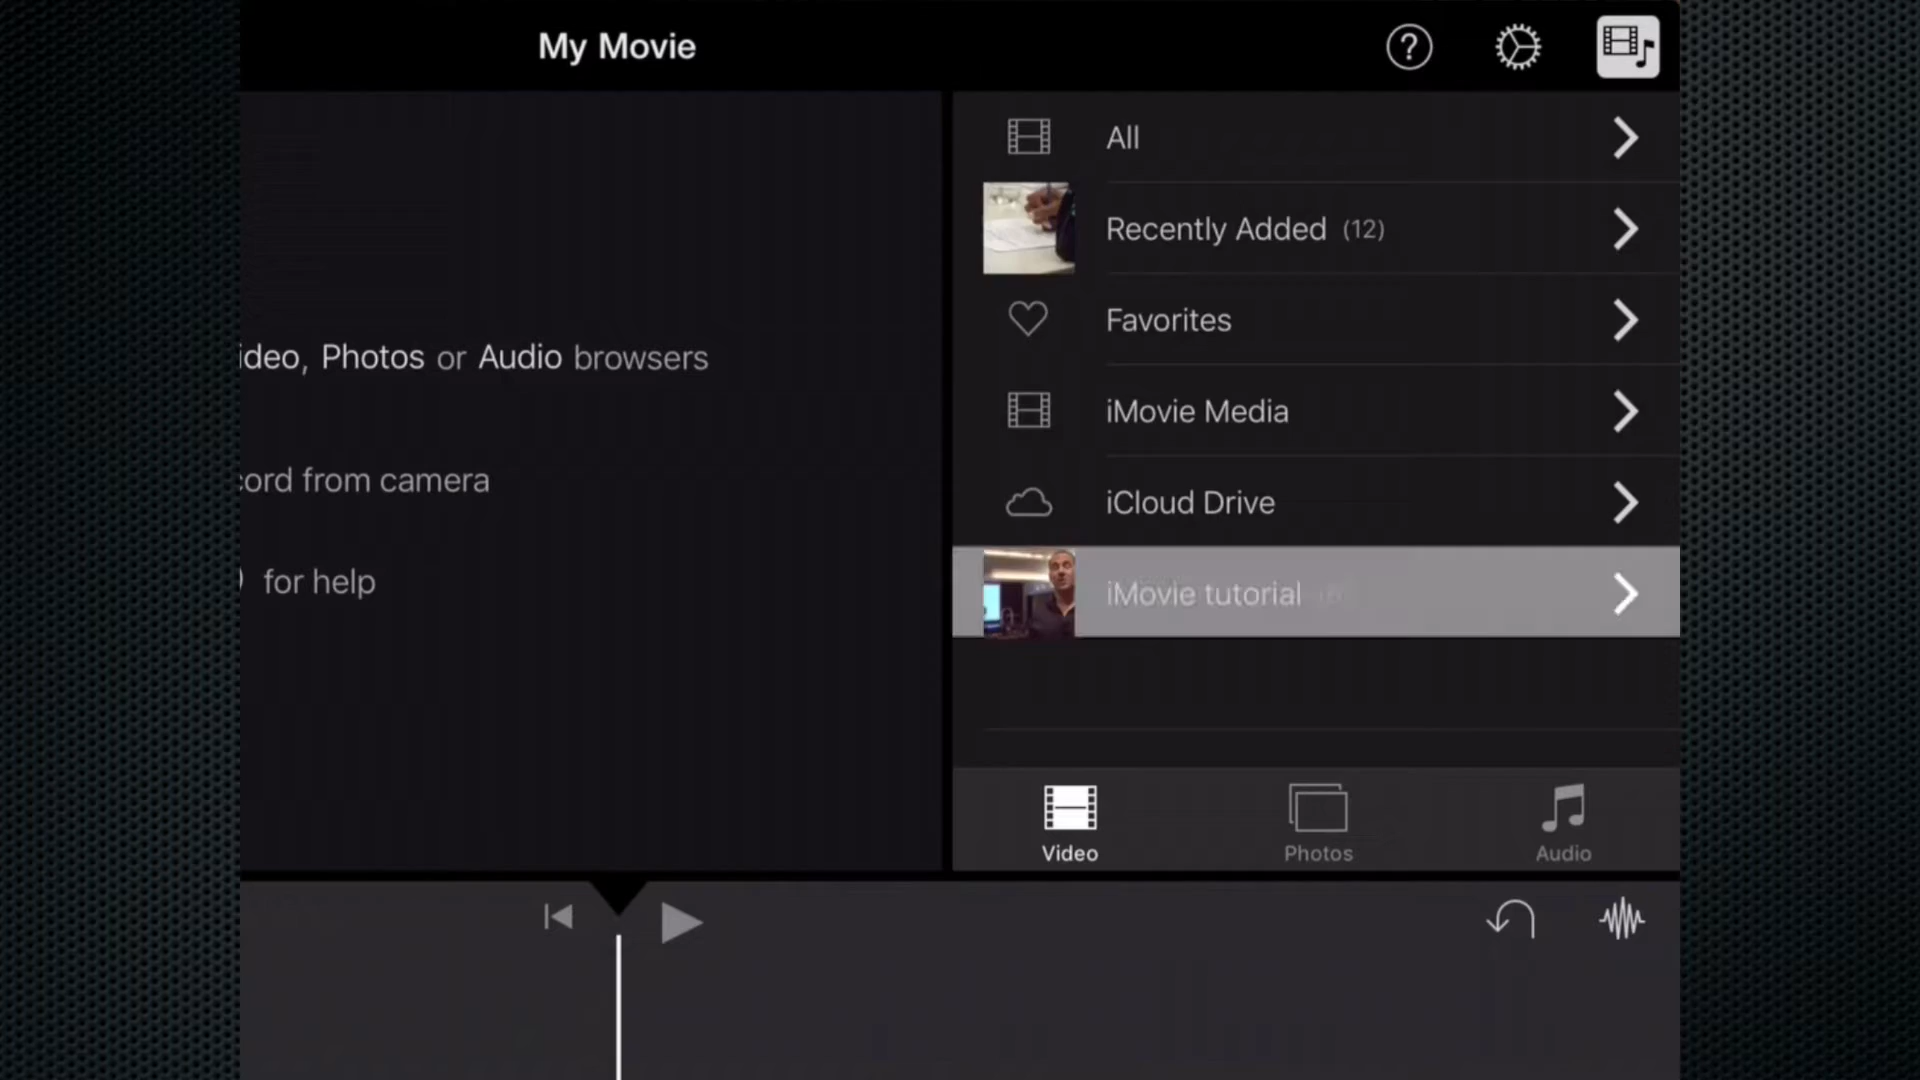 My Movie
?
All
Recently Added (12)
Favorites
ideo, Photos or Audio browsers
iMovie Media
cord from camera
iCloud Drive
) for help
iMovie tutorial
Video
Photos
Audio